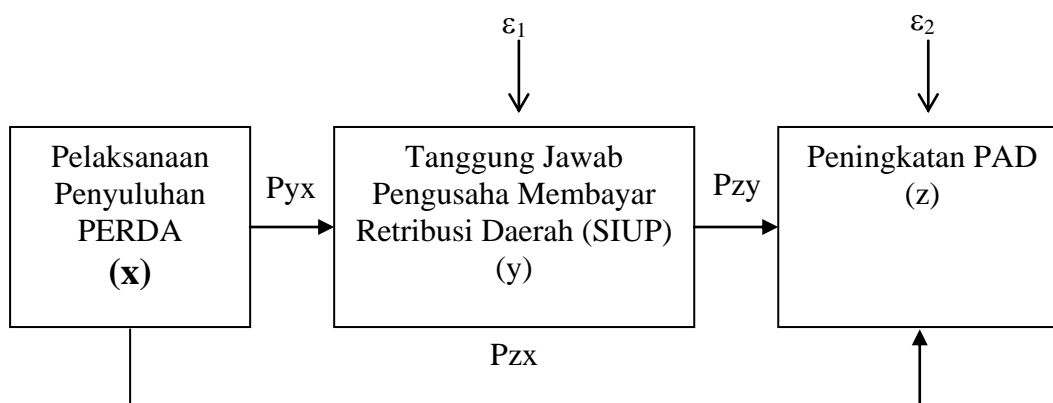 ε1
ε2
Pelaksanaan
Penyuluhan
PERDA
(x)
Pyx
Tanggung Jawab
Pengusaha Membayar
Retribusi Daerah (SIUP)
(y)
Pzy
Peningkatan PAD
(z)
Pzx